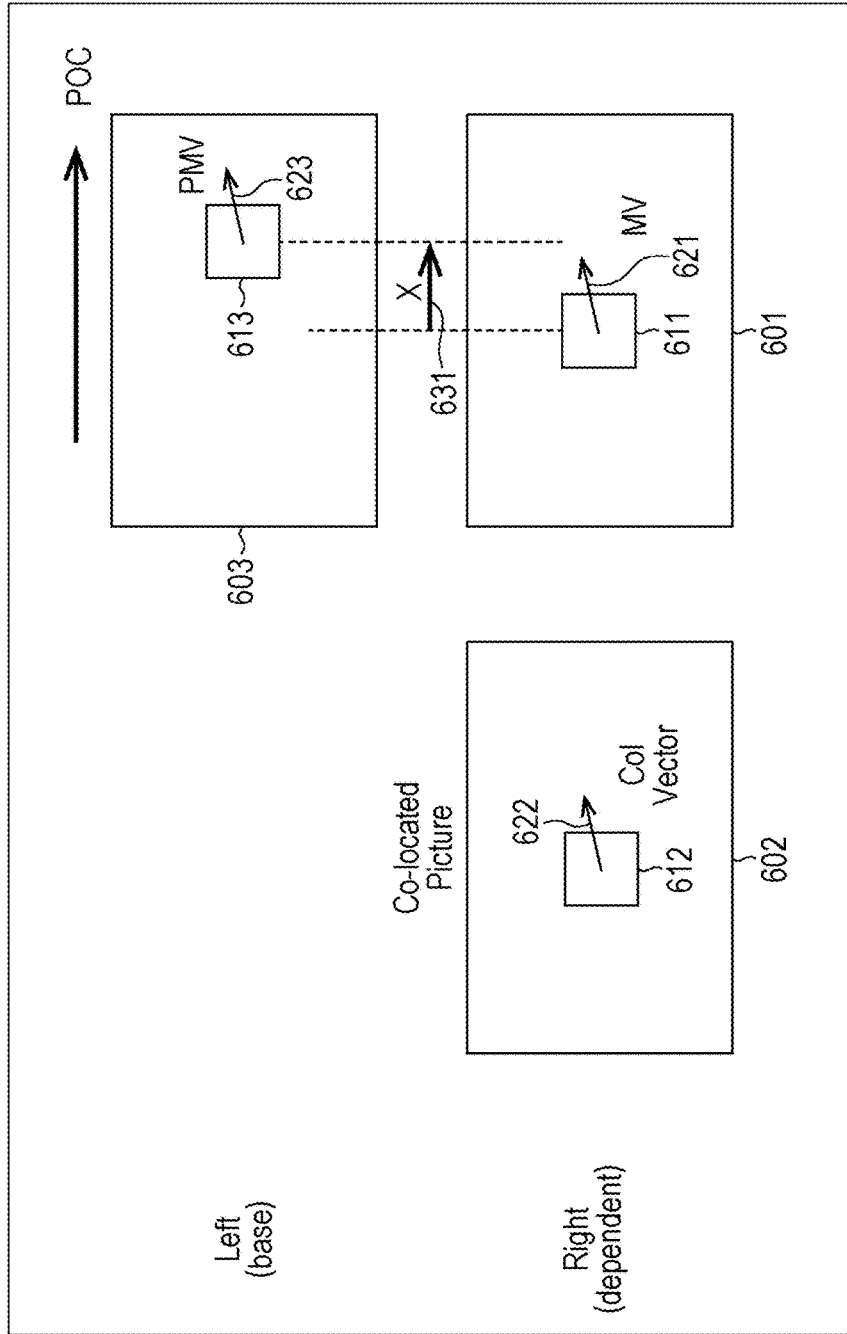 POC
Left
(base)
603
613
PMV
623
X
631
Right
(dependent)
Co-located
Picture
622
612
Col
Vector
602
MV
621
611
601